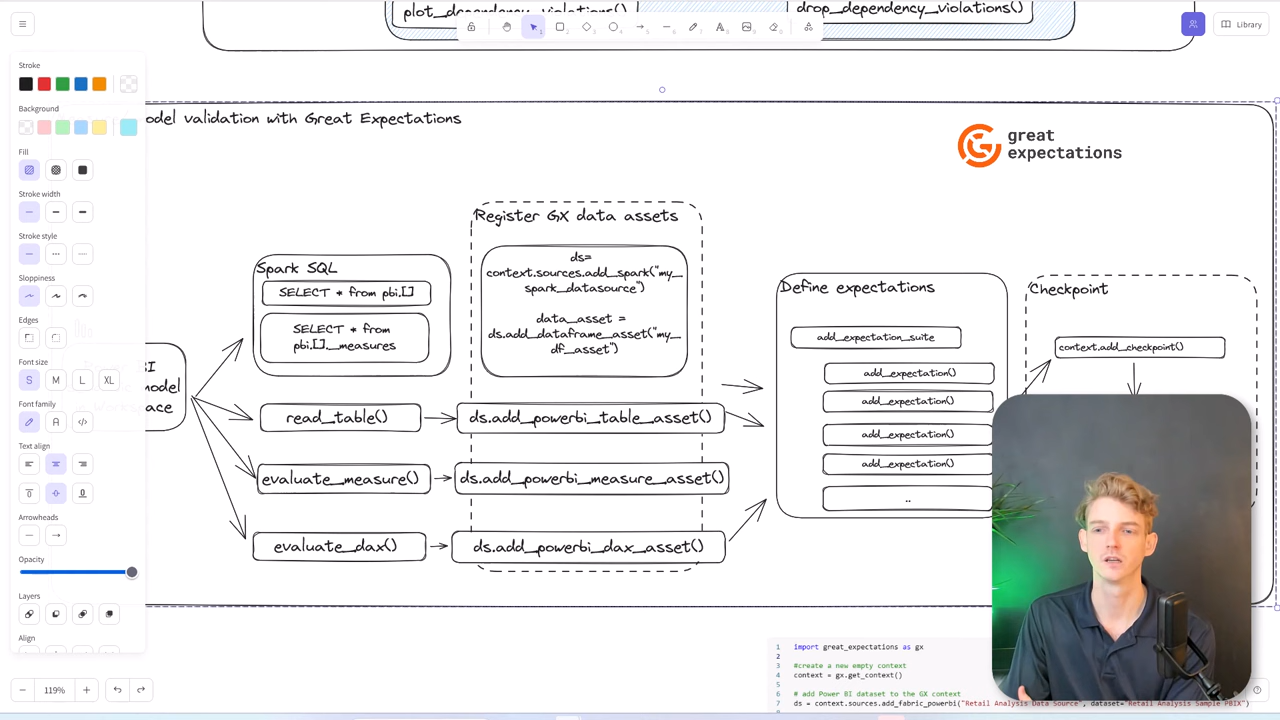 plot_dependency_violations()
drop_dependency_violations()
Library
Stroke
Background
Fill
Stroke width
Stroke style
Sloppiness
Edges
Font size
S M L XL
Font family
Text align
Arrowheads
Opacity
Layers
Align
119%
odel validation with Great Expectations
great
expectations
BI
model
space
Spark SQL
SELECT * from pbi.[]
SELECT * from
pbi.[]._measures
read_table()
evaluate_measure()
evaluate_dax()
Register GX data assets
ds=
context.sources.add_spark("my_
spark_datasource")
data_asset =
ds.add_dataframe_asset("my_
df_asset")
ds.add_powerbi_table_asset()
ds.add_powerbi_measure_asset()
ds.add_powerbi_dax_asset()
Define expectations
add_expectation_suite
add_expectation()
add_expectation()
add_expectation()
add_expectation()
..
Checkpoint
context.add_checkpoint()
1 import great_expectations as gx
2
3 #create a new empty context
4 context = gx.get_context()
5
6 # add Power BI dataset to the GX context
7 ds = context.sources.add_fabric_powerbi("Retail Analysis Data Source", dataset="Retail Analysis Sample PBIX")